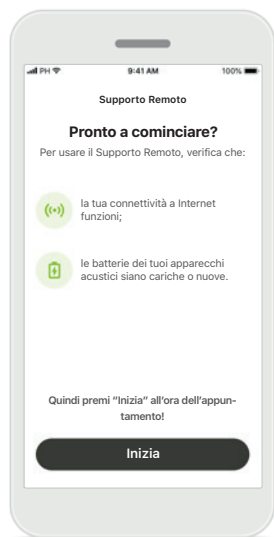 PH 9:41 AM 100%
Supporto Remoto
Pronto a cominciare?
Per usare il Supporto Remoto, verifica che:
la tua connettività a Internet
funzioni;
le batterie dei tuoi apparecchi
acustici siano cariche o nuove.
Quindi premi “Inizia” all’ora dell’appun-
tamento!
Inizia